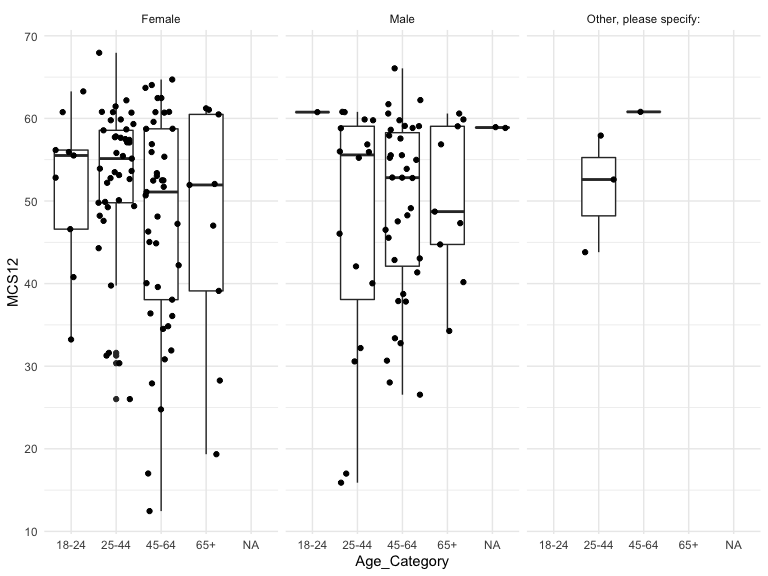 Female Male Other, please specify:
70
60
50
40
30
20
10
MCS12
18-24 25-44 45-64 65+ NA 18-24 25-44 45-64 65+ NA 18-24 25-44 45-64 65+ NA
Age_Category